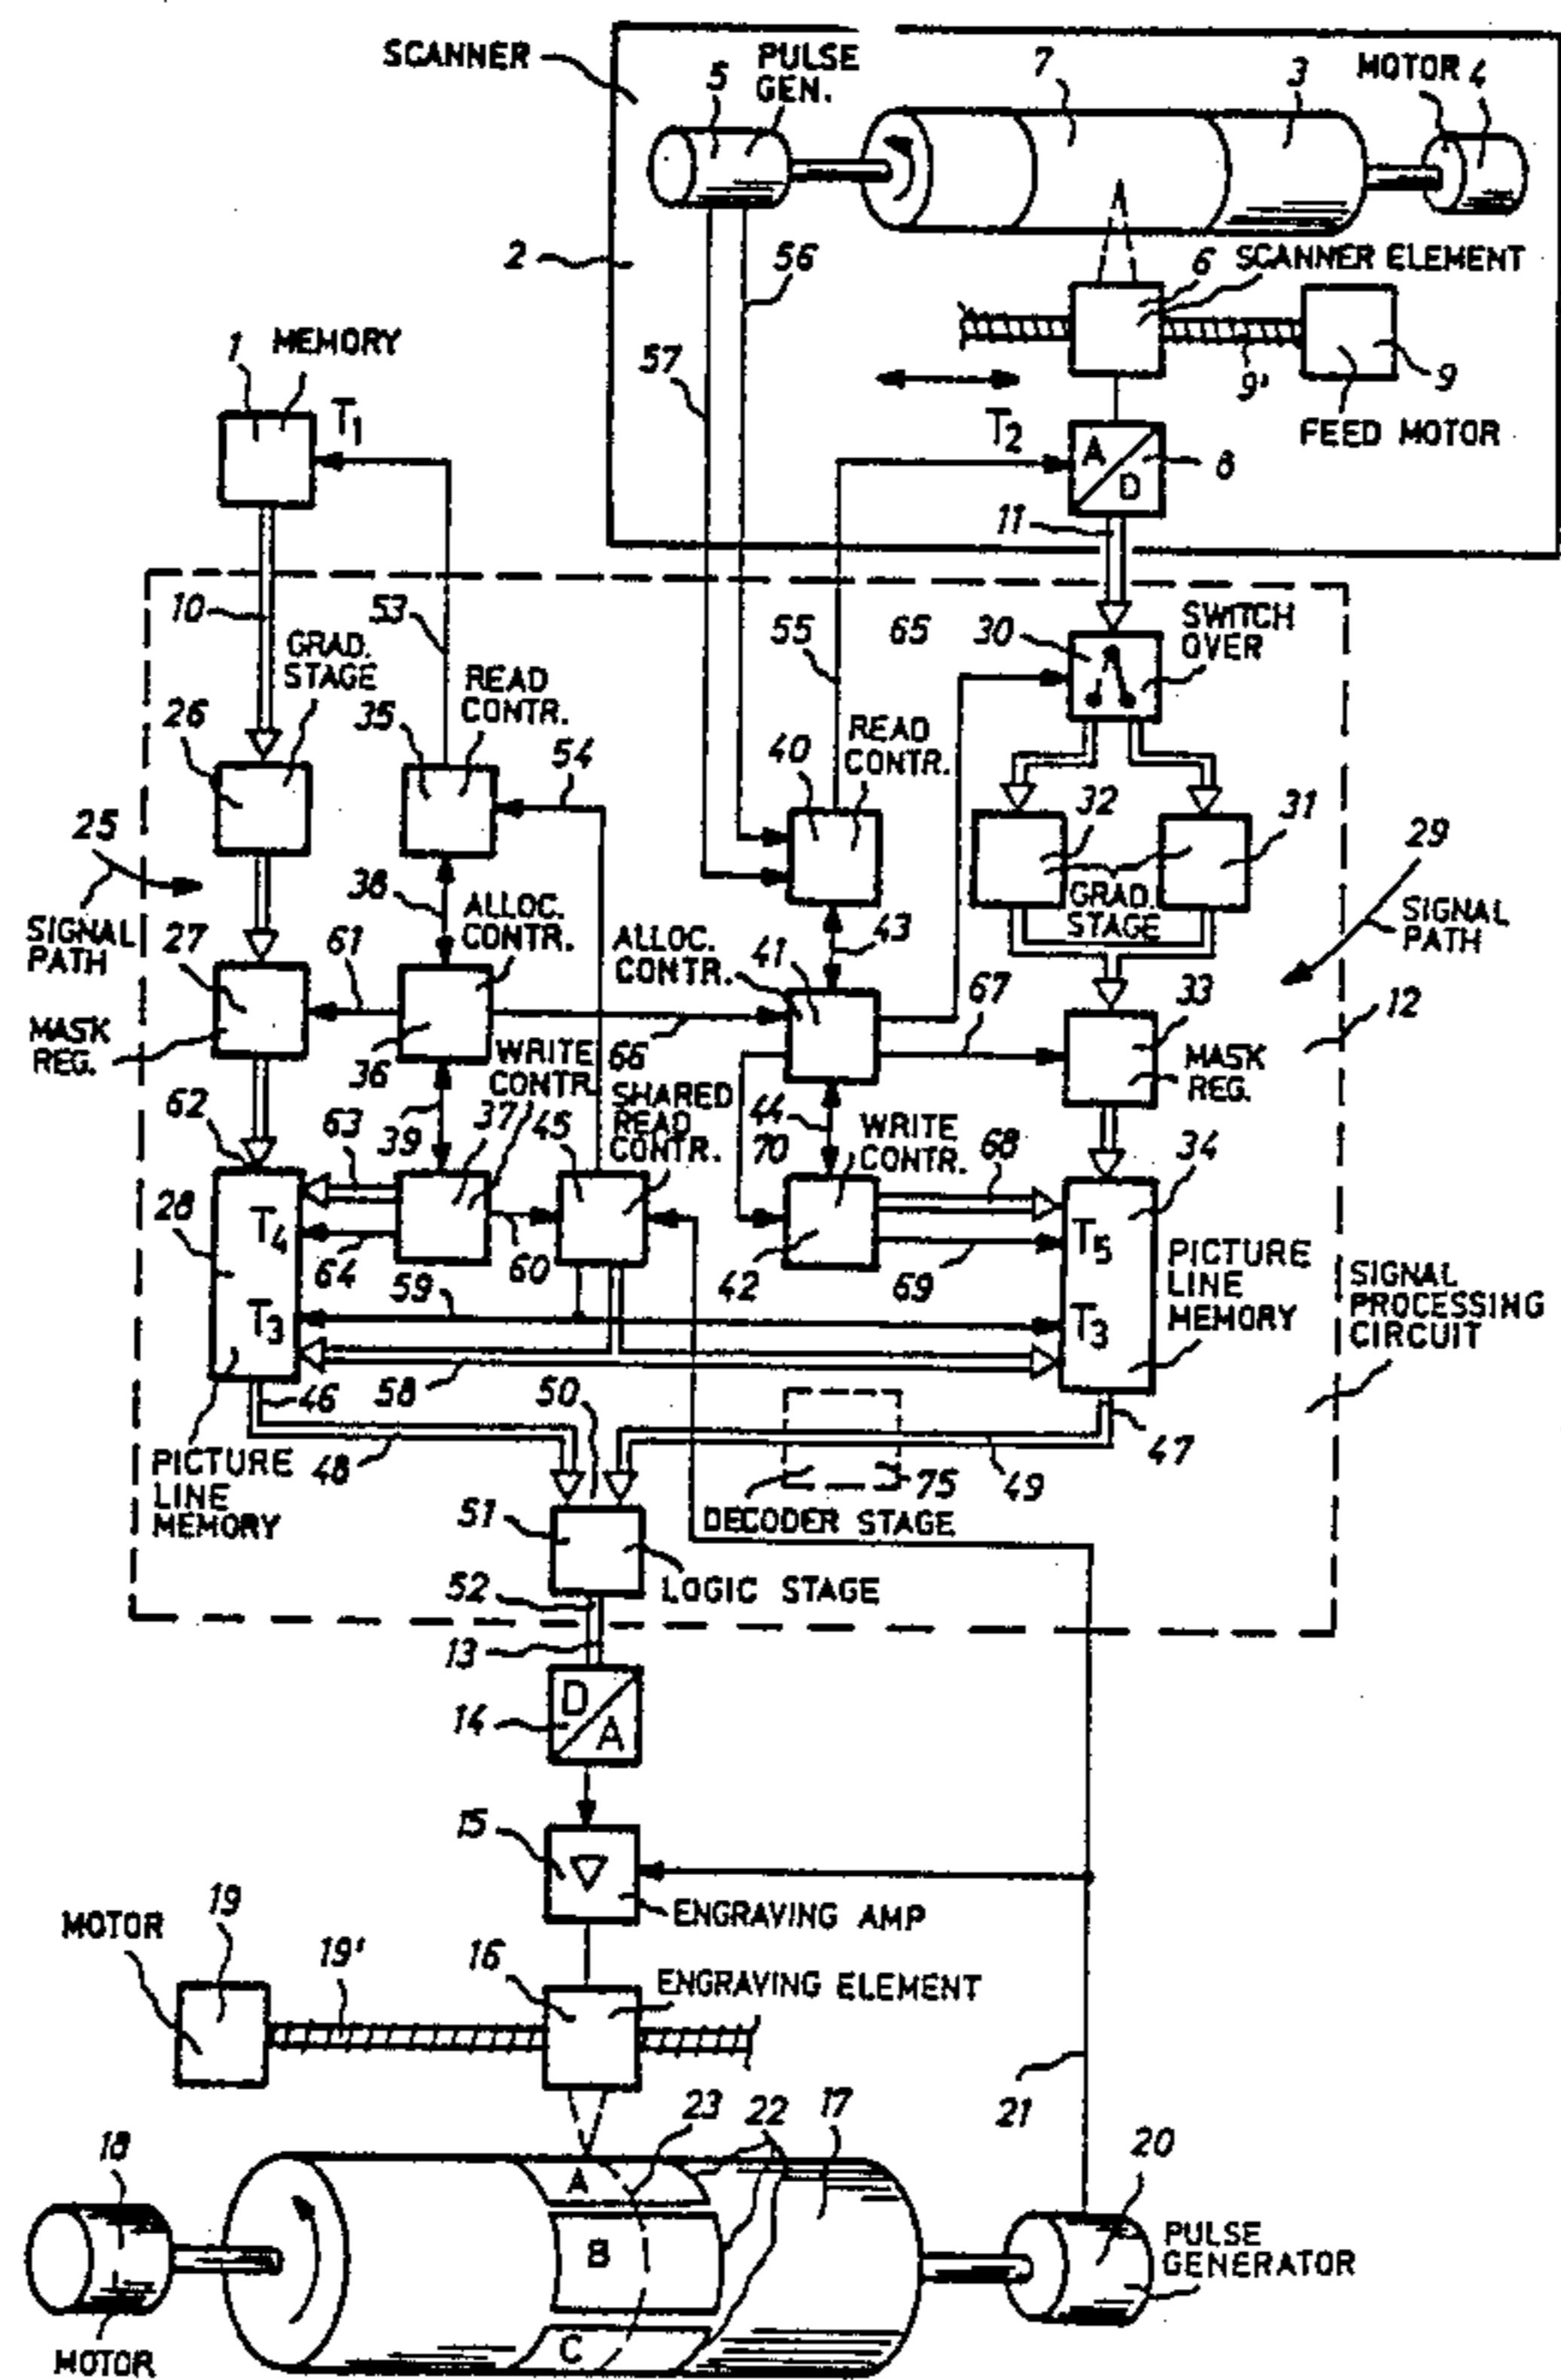 SCANNER
5
PULSE
GEN.
7
3
MOTOR 4
2
56
6
SCANNER ELEMENT
1
MEMORY
57
9'
9
T1
T2
FEED MOTOR
A
D
8
11
10
53
55
65
30
SWITCH
OVER
GRAD.
STAGE
26
35
READ
CONTR.
54
40
READ
CONTR.
32
31
25
29
38
ALLOC.
CONTR.
43
GRAD.
STAGE
SIGNAL
PATH
SIGNAL
PATH
27
61
ALLOC.
CONTR.
41
67
33
12
MASK
REG.
36
66
WRITE
CONTR.
MASK
REG.
62
63
39
37
45
SHARED
READ
CONTR.
44
70
WRITE
CONTR.
68
34
28
T4
64
60
42
69
T5
PICTURE
LINE
MEMORY
SIGNAL
PROCESSING
CIRCUIT
59
T3
T3
46
58
50
47
PICTURE
LINE
MEMORY
48
75
49
51
DECODER STAGE
52
LOGIC STAGE
13
14
D
A
15
ENGRAVING AMP
MOTOR
19
19'
16
ENGRAVING ELEMENT
21
23
22
17
18
20
A
B
C
PULSE
GENERATOR
MOTOR